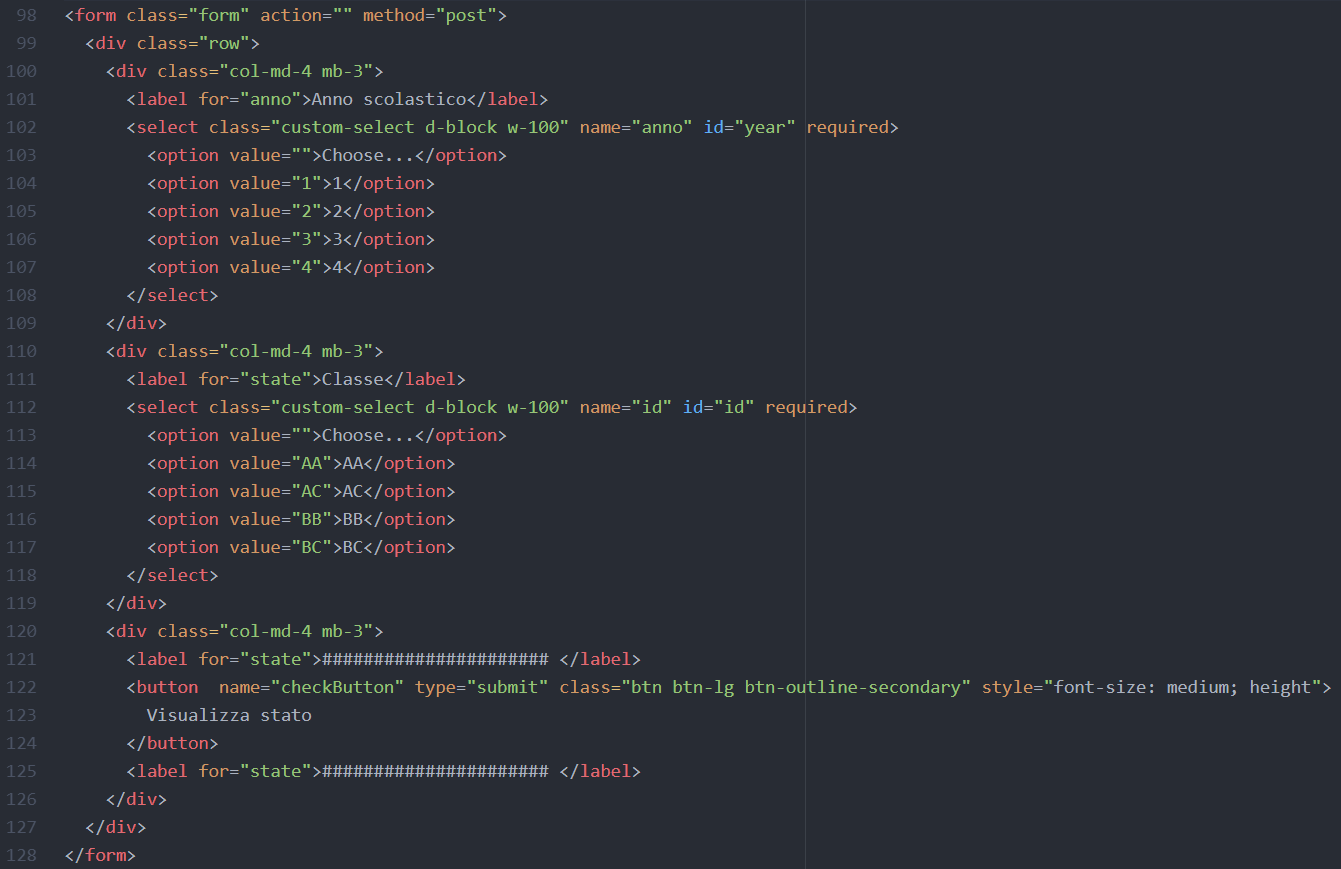 98 <form class="form" action="" method="post">
99 <div class="row">
100 <div class="col-md-4 mb-3">
101 <label for="anno">Anno scolastico</label>
102 <select class="custom-select d-block w-100" name="anno" id="year" required>
103 <option value="">Choose...</option>
104 <option value="1">1</option>
105 <option value="2">2</option>
106 <option value="3">3</option>
107 <option value="4">4</option>
108 </select>
109 </div>
110 <div class="col-md-4 mb-3">
111 <label for="state">Classe</label>
112 <select class="custom-select d-block w-100" name="id" id="id" required>
113 <option value="">Choose...</option>
114 <option value="AA">AA</option>
115 <option value="AC">AC</option>
116 <option value="BB">BB</option>
117 <option value="BC">BC</option>
118 </select>
119 </div>
120 <div class="col-md-4 mb-3">
121 <label for="state">###################### </label>
122 <button  name="checkButton" type="submit" class="btn btn-lg btn-outline-secondary" style="font-size: medium; height">
123 Visualizza stato
124 </button>
125 <label for="state">###################### </label>
126 </div>
127 </div>
128 </form>